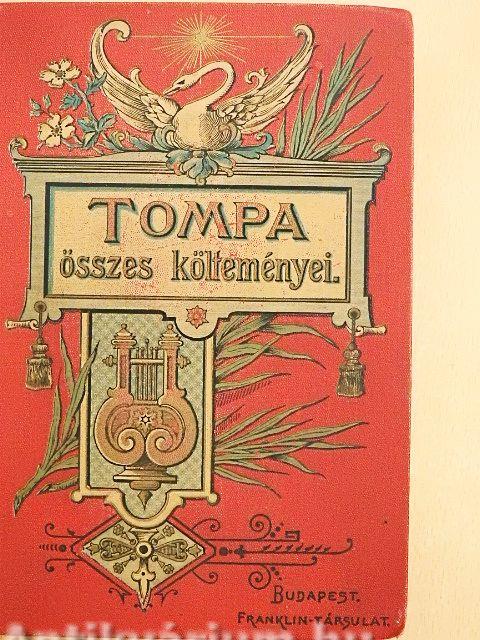 TOMPA
összes költeményei.
BUDAPEST.
FRANKLIN-TÁRSULAT.